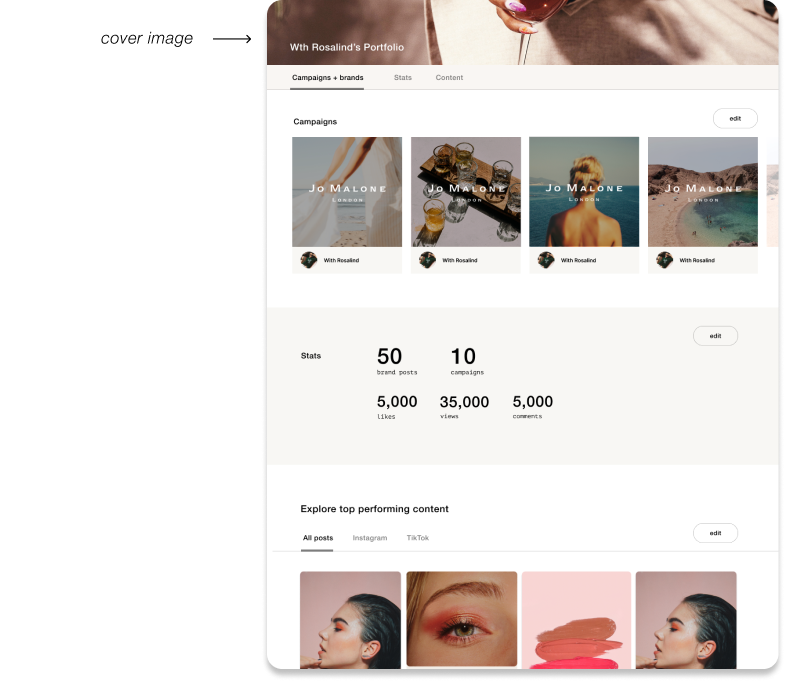 cover image
Wth Rosalind's Portfolio
Campaigns + brands Stats Content
Campaigns
edit
JO MALONE
LONDON
JO MALONE
LONDON
JO MALONE
LONDON
JO MALONE
LONDON
With Rosalind
With Rosalind
With Rosalind
With Rosalind
edit
Stats
50 10
brand posts campaigns
5,000 35,000 5,000
likes views comments
Explore top performing content
edit
All posts Instagram TikTok